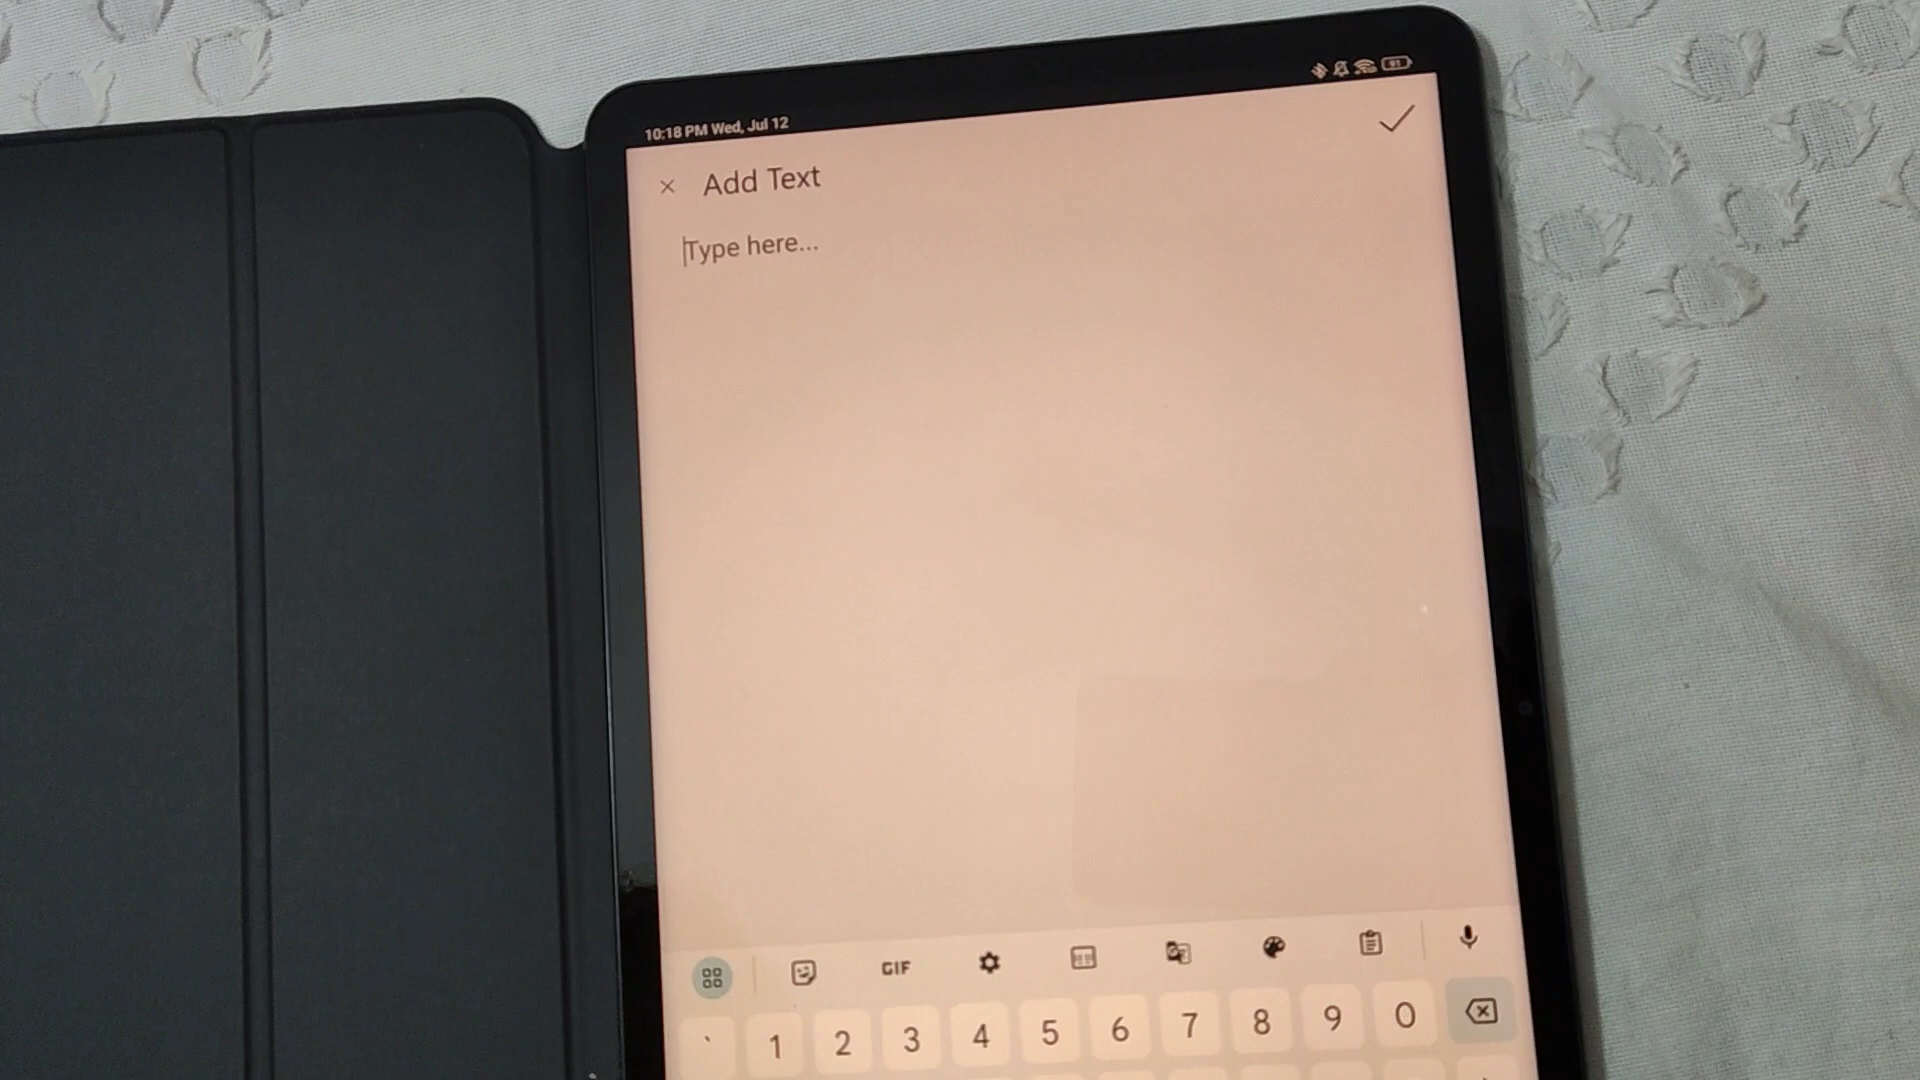 10:18 PM Wed, Jul 12
91
Add Text
Type here...
GIF
` 1 2 3 4 5 6 7 8 9 0